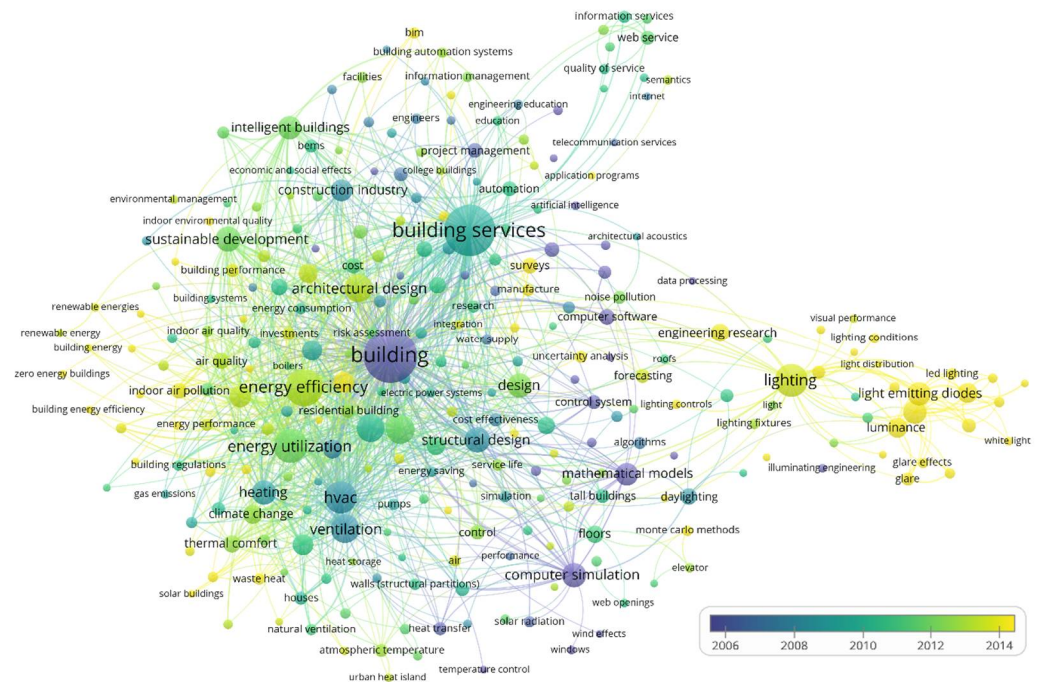 information services
bim
web service
building automation systems
quality of service
facilities
information management
semantics
internet
engineering education
engineers
education
intelligent buildings
bems
telecommunication services
project management
economic and social effects
college buildings
application programs
construction industry
automation
environmental management
artificial intelligence
indoor environmental quality
building services
sustainable development
architectural acoustics
cost
surveys
building performance
data processing
architectural design
manufacture
building systems
noise pollution
renewable energies
energy consumption
research
computer software
visual performance
integration
renewable energy
indoor air quality
investments
risk assessment
engineering research
water supply
lighting conditions
building energy
building
air quality
boilers
uncertainty analysis
roofs
light distribution
zero energy buildings
forecasting
led lighting
lighting
energy efficiency
design
indoor air pollution
electric power systems
light emitting diodes
control system
lighting controls
light
building energy efficiency
residential building
energy performance
cost effectiveness
lighting fixtures
luminance
structural design
white light
energy utilization
algorithms
building regulations
service life
glare effects
energy saving
illuminating engineering
mathematical models
glare
gas emissions
heating
hvac
simulation
tall buildings
daylighting
pumps
climate change
ventilation
control
floors
monte carlo methods
thermal comfort
performance
heat storage
air
elevator
waste heat
walls (structural partitions)
computer simulation
solar buildings
houses
web openings
natural ventilation
heat transfer
solar radiation
wind effects
atmospheric temperature
windows
temperature control
urban heat island
2006 2008 2010 2012 2014